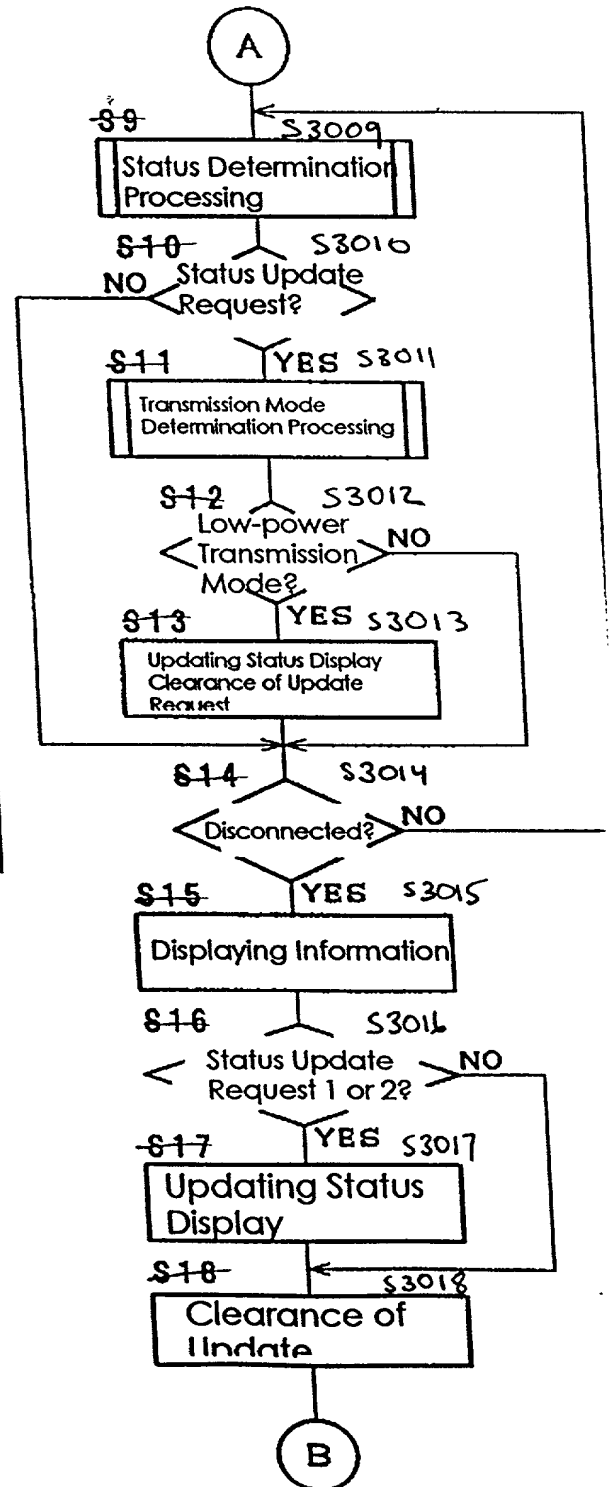 A
S9 S3009
Status Determination
Processing
S10 S3010
NO Status Update
Request?
S11 YES S3011
Transmission Mode
Determination Processing
S12 S3012
Low-power NO
Transmission
Mode?
S13 YES S3013
Updating Status Display
Clearance of Update
Request
S14 S3014
Disconnected? NO
S15 YES S3015
Displaying Information
S16 S3016
Status Update NO
Request 1 or 2?
S17 YES S3017
Updating Status
Display
S18 S3018
Clearance of
Update
B